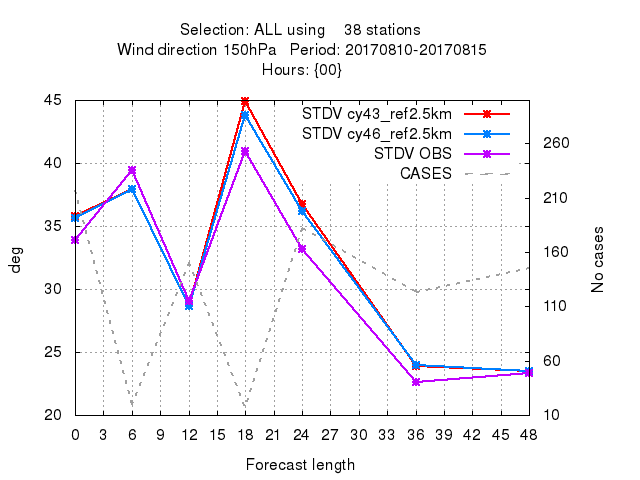 Selection: ALL using 38 stations
Wind direction 150hPa Period: 20170810-20170815
Hours: {00}
STDV cy43_ref2.5km
STDV cy46_ref2.5km
STDV OBS
CASES
45
40
35
30
25
20
deg
260
210
160
110
60
10
No cases
0 3 6 9 12 15 18 21 24 27 30 33 36 39 42 45 48
Forecast length